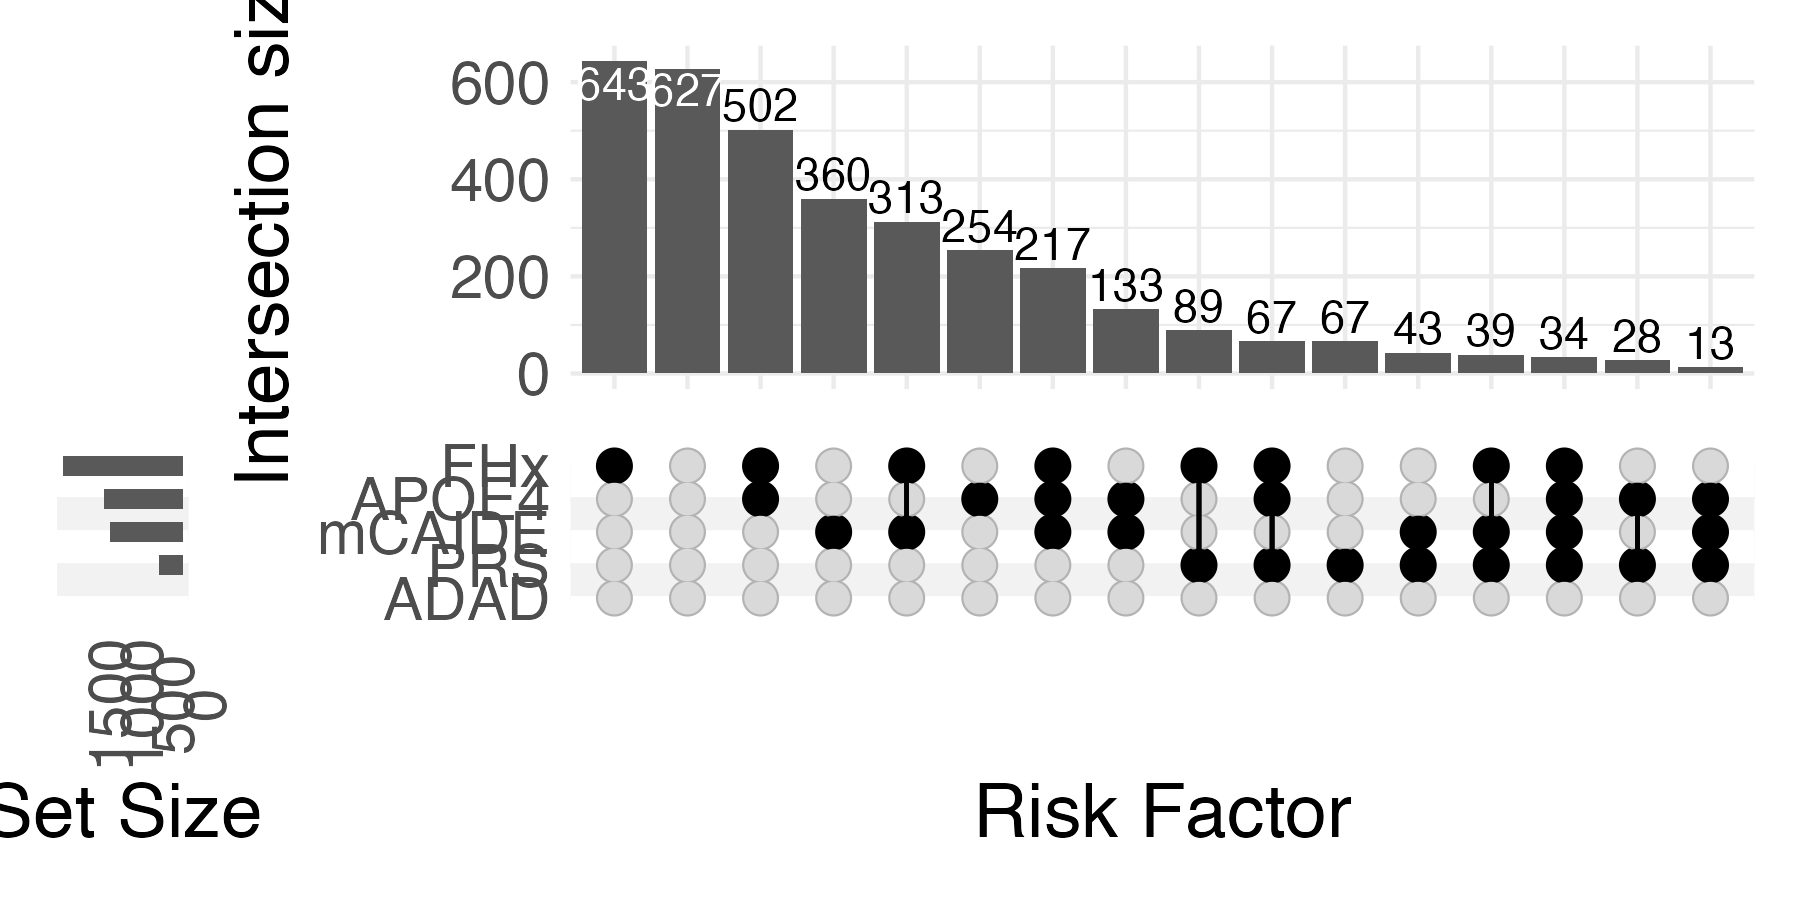 Intersection siz
600
400
200
0
643 627 502 360 313 254 217 133 89 67 67 43 39 34 28 13
FHx
APOE4
mCAIDE
PRS
ADAD
1500 1000 500 0
Set Size
Risk Factor